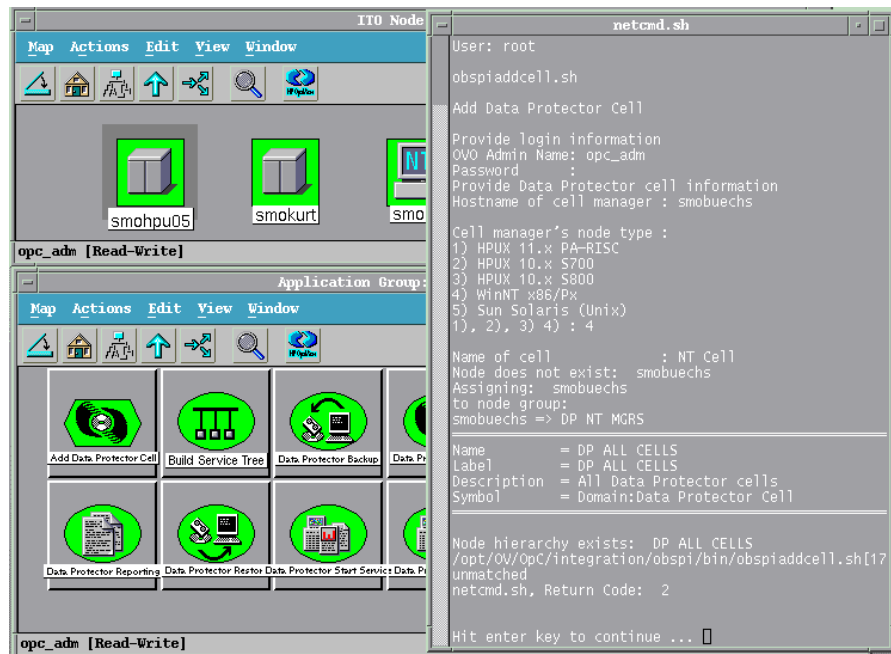 ITO Node
Map Actions Edit View Window
HP OpenView
smohpu05
smokurt
NT
smo
opc_adm [Read-Write]
Application Group:
Map Actions Edit View Window
HP OpenView
Add Data Protector Cell
Build Service Tree
Data Protector Backup
Data Pr
Data Protector Reporting
Data Protector Restor
Data Protector Start Servic
Data P
opc_adm [Read-Write]
netcmd.sh
User: root
obspiaddcell.sh
Add Data Protector Cell
Provide login information
OVO Admin Name: opc_adm
Password :
Provide Data Protector cell information
Hostname of cell manager : smobuechs
Cell manager's node type :
1) HPUX 11.x PA-RISC
2) HPUX 10.x S700
3) HPUX 10.x S800
4) WinNT x86/Px
5) Sun Solaris (Unix)
1), 2), 3) 4) : 4
Name of cell : NT Cell
Node does not exist: smobuechs
Assigning: smobuechs
to node group:
smobuechs => DP NT MGRS
Name = DP ALL CELLS
Label = DP ALL CELLS
Description = All Data Protector cells
Symbol = Domain:Data Protector Cell
Node hierarchy exists: DP ALL CELLS
/opt/OV/OpC/integration/obspi/bin/obspiaddcell.sh[17
unmatched
netcmd.sh, Return Code: 2
Hit enter key to continue ...